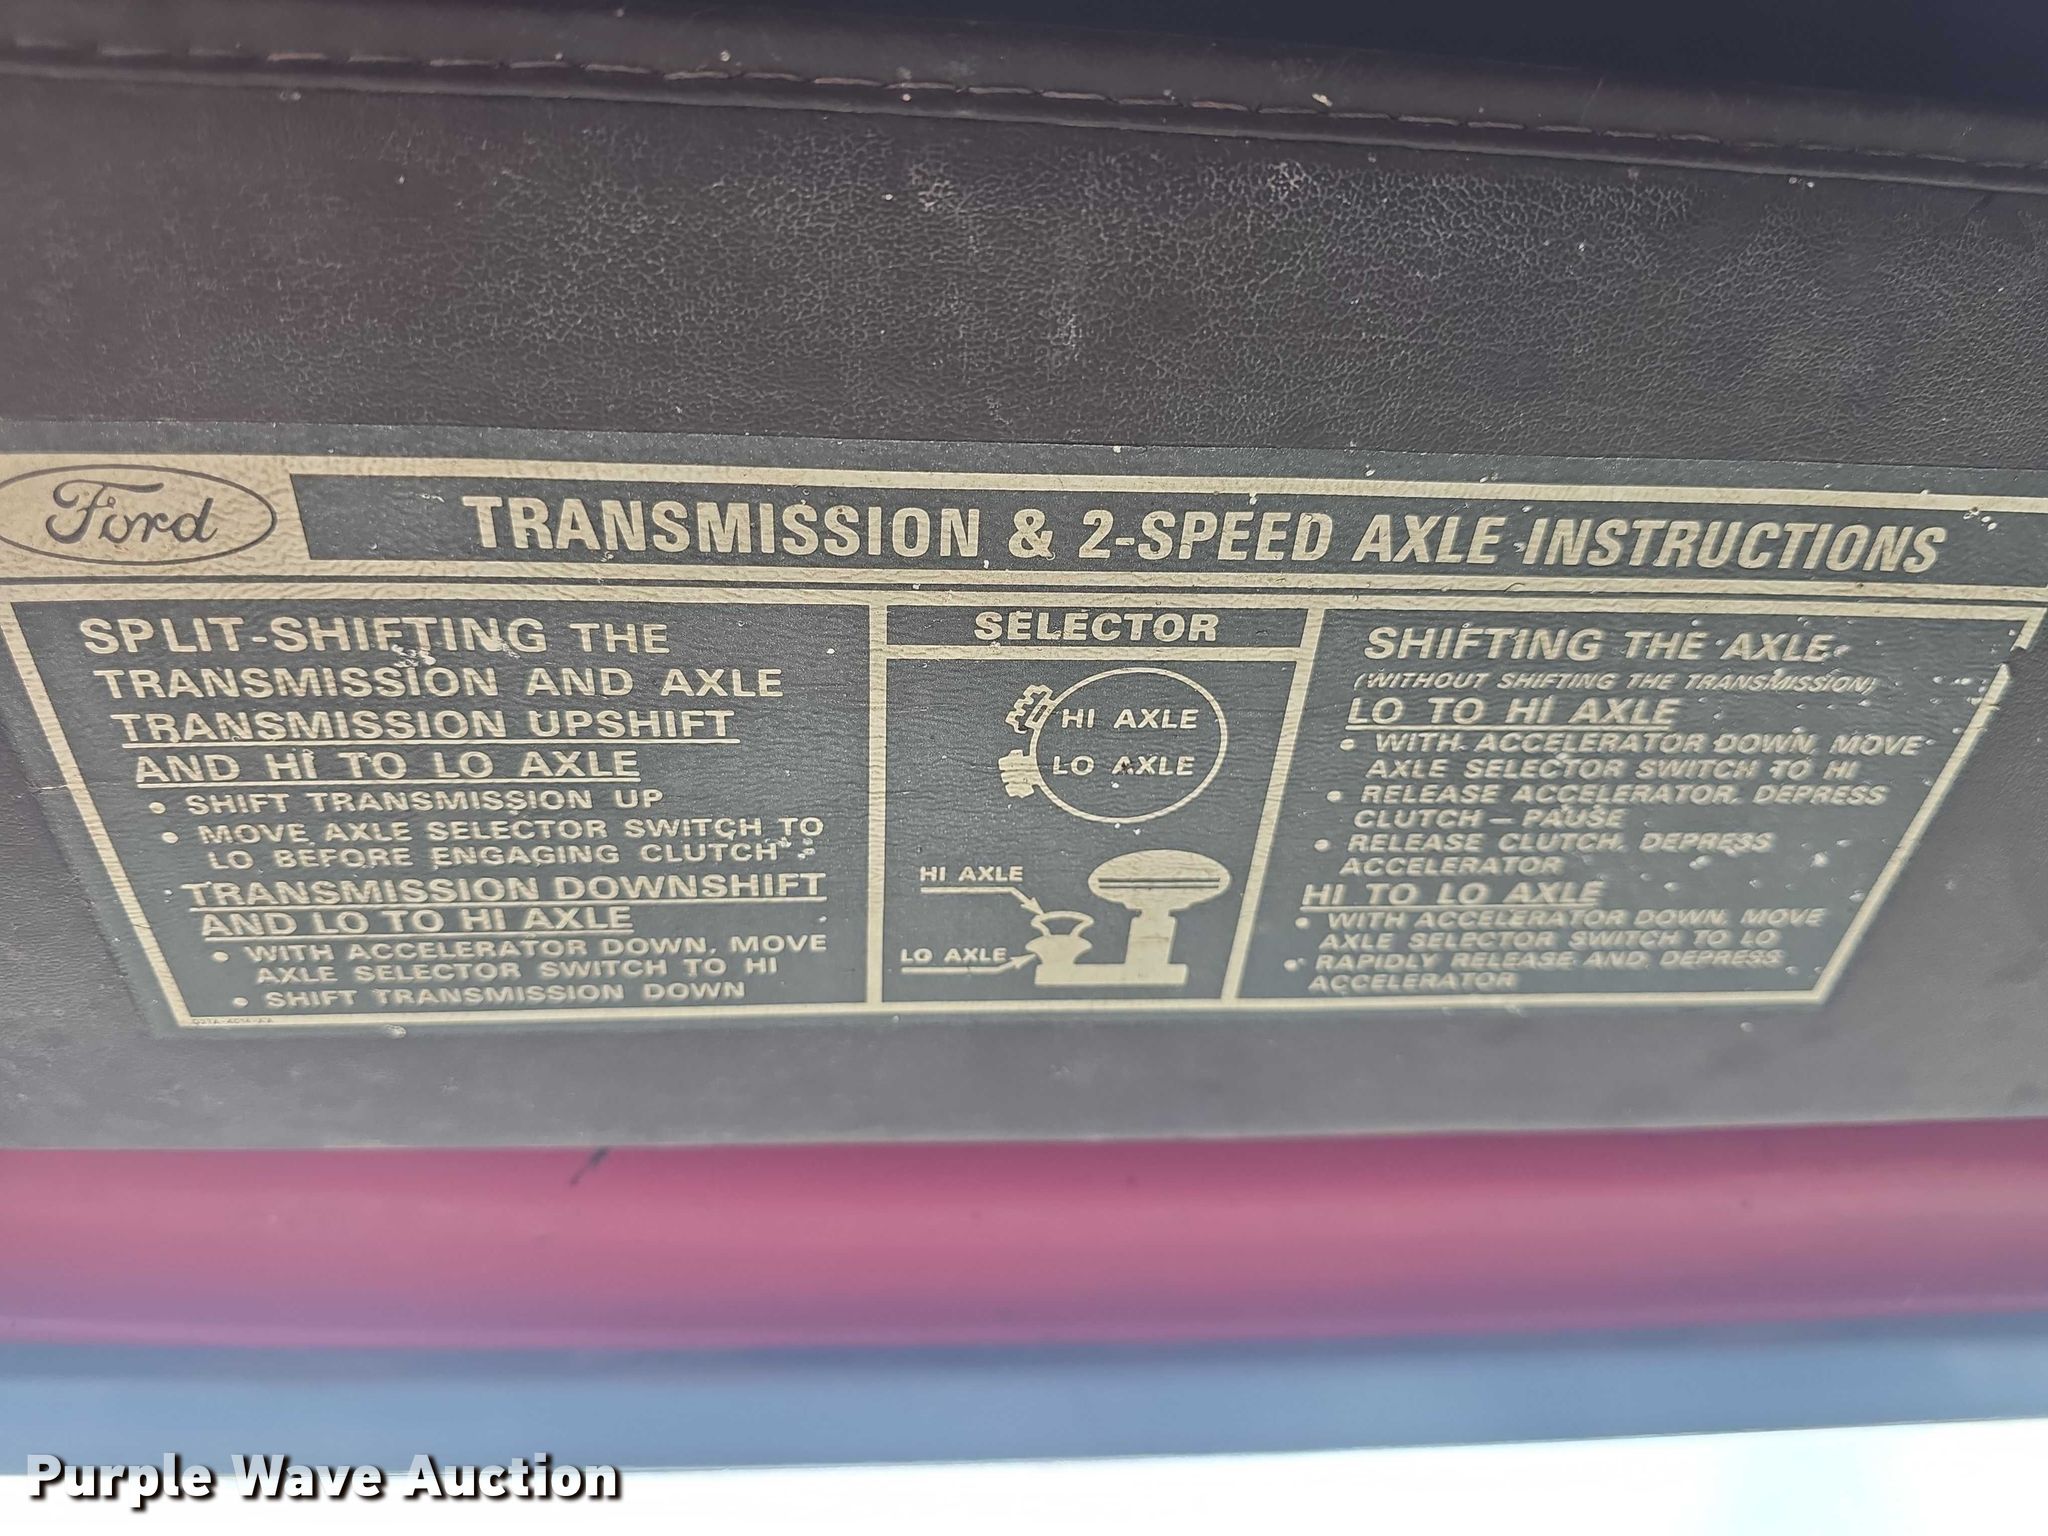 Ford
TRANSMISSION & 2-SPEED AXLE INSTRUCTIONS
SPLIT-SHIFTING THE
TRANSMISSION AND AXLE
TRANSMISSION UPSHIFT
AND HI TO LO AXLE
• SHIFT TRANSMISSION UP
• MOVE AXLE SELECTOR SWITCH TO
LO BEFORE ENGAGING CLUTCH
TRANSMISSION DOWNSHIFT
AND LO TO HI AXLE
• WITH ACCELERATOR DOWN, MOVE
AXLE SELECTOR SWITCH TO HI
• SHIFT TRANSMISSION DOWN
SELECTOR
HI AXLE
LO AXLE
HI AXLE
LO AXLE
SHIFTING THE AXLE
(WITHOUT SHIFTING THE TRANSMISSION)
LO TO HI AXLE
• WITH ACCELERATOR DOWN, MOVE
AXLE SELECTOR SWITCH TO HI
• RELEASE ACCELERATOR, DEPRESS
CLUTCH — PAUSE
• RELEASE CLUTCH, DEPRESS
ACCELERATOR
HI TO LO AXLE
• WITH ACCELERATOR DOWN, MOVE
AXLE SELECTOR SWITCH TO LO
• RAPIDLY RELEASE AND DEPRESS
ACCELERATOR
Purple Wave Auction